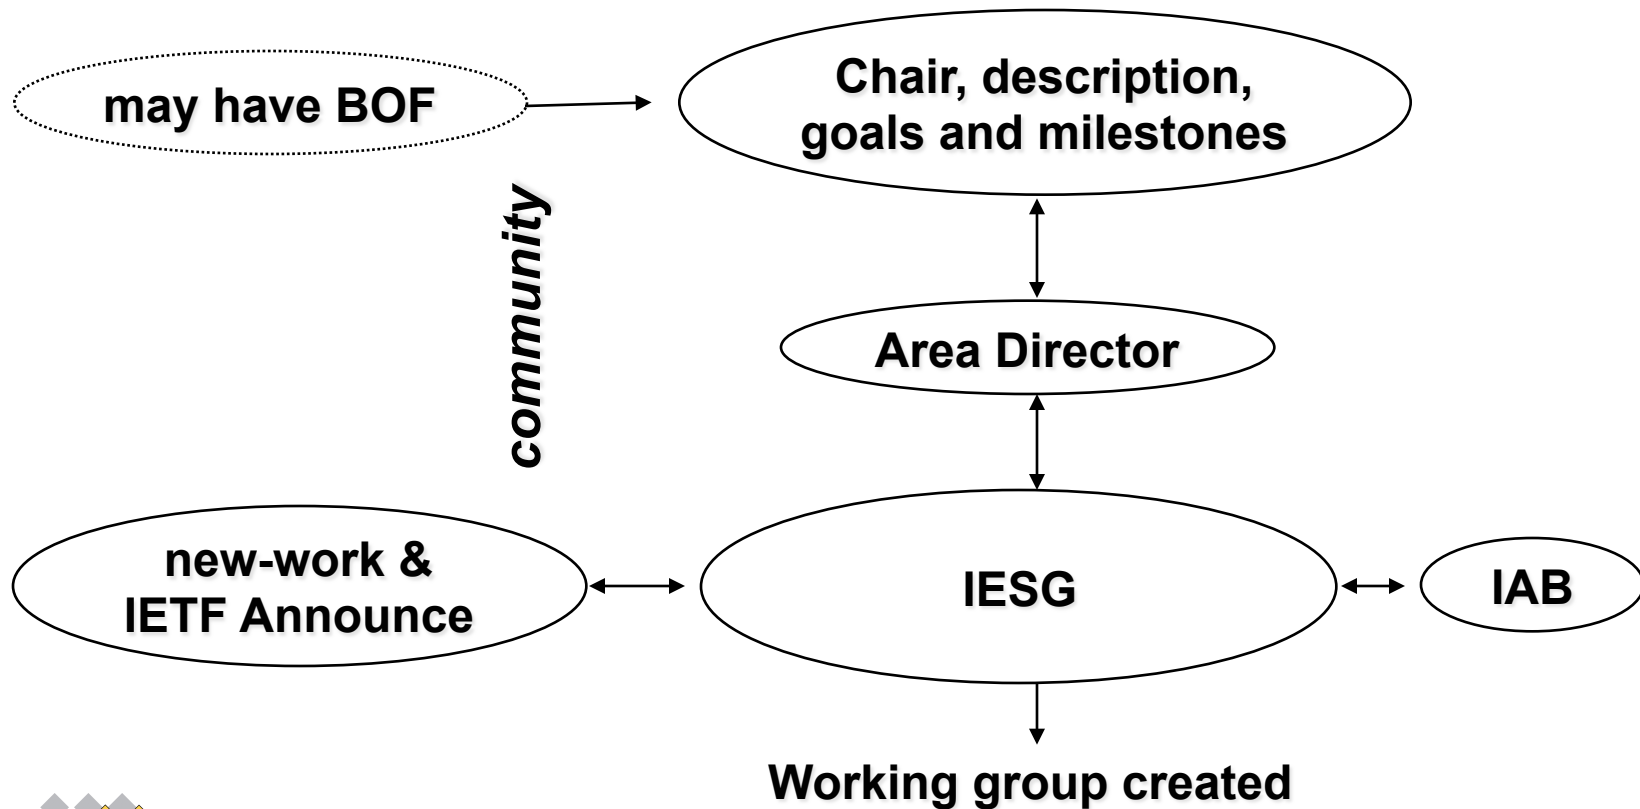 may have BOF
Chair, description,
goals and milestones
community
Area Director
new-work &
IETF Announce
IESG
IAB
Working group created